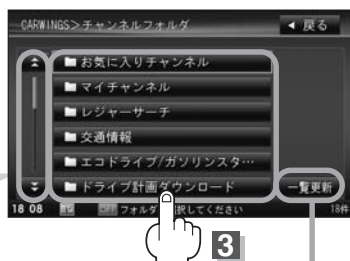 CARWINGS>チャンネルフォルダ
◀ 戻る
お気に入りチャンネル
マイチャンネル
レジャーサーチ
交通情報
エコドライブ/ガソリンスタ…
ドライブ計画ダウンロード
一覧更新
18 08
フォルダ 択してください
18件
3